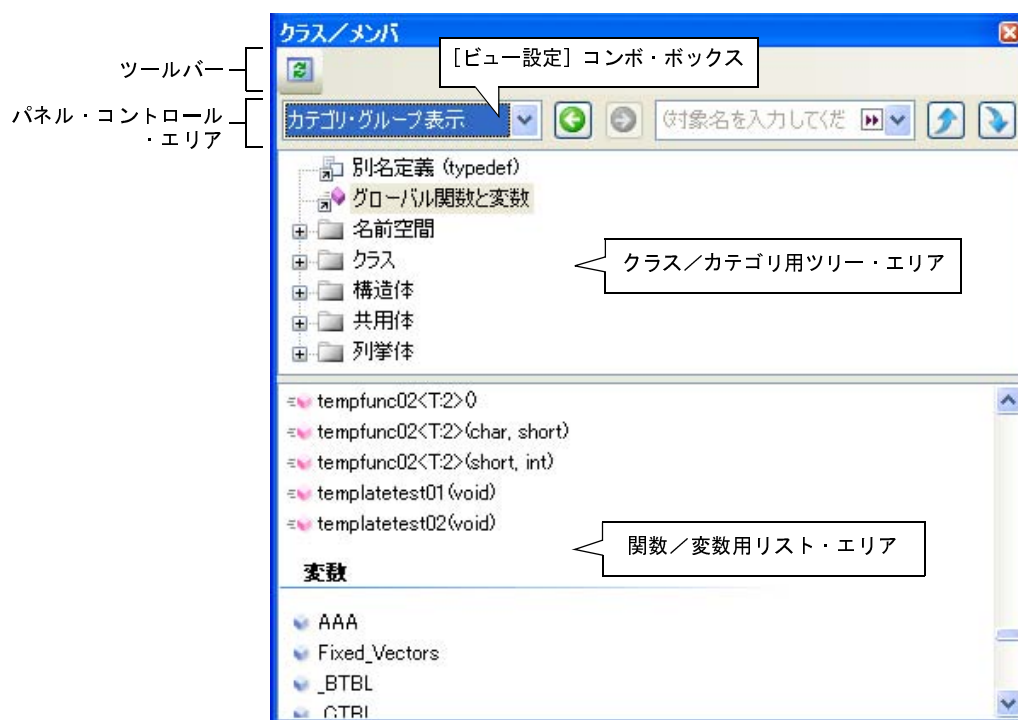 クラス／メンバ
ツールバー
[ビュー設定] コンボ・ボックス
パネル・コントロール
・エリア
カテゴリ・グループ表示
(対象名を入力してくだ
別名定義 (typedef)
グローバル関数と変数
名前空間
クラス
構造体
共用体
列挙体
クラス／カテゴリ用ツリー・エリア
tempfunc02<T:2>()
tempfunc02<T:2>(char, short)
tempfunc02<T:2>(short, int)
templatetest01(void)
templatetest02(void)
関数／変数用リスト・エリア
変数
AAA
Fixed_Vectors
_BTBL